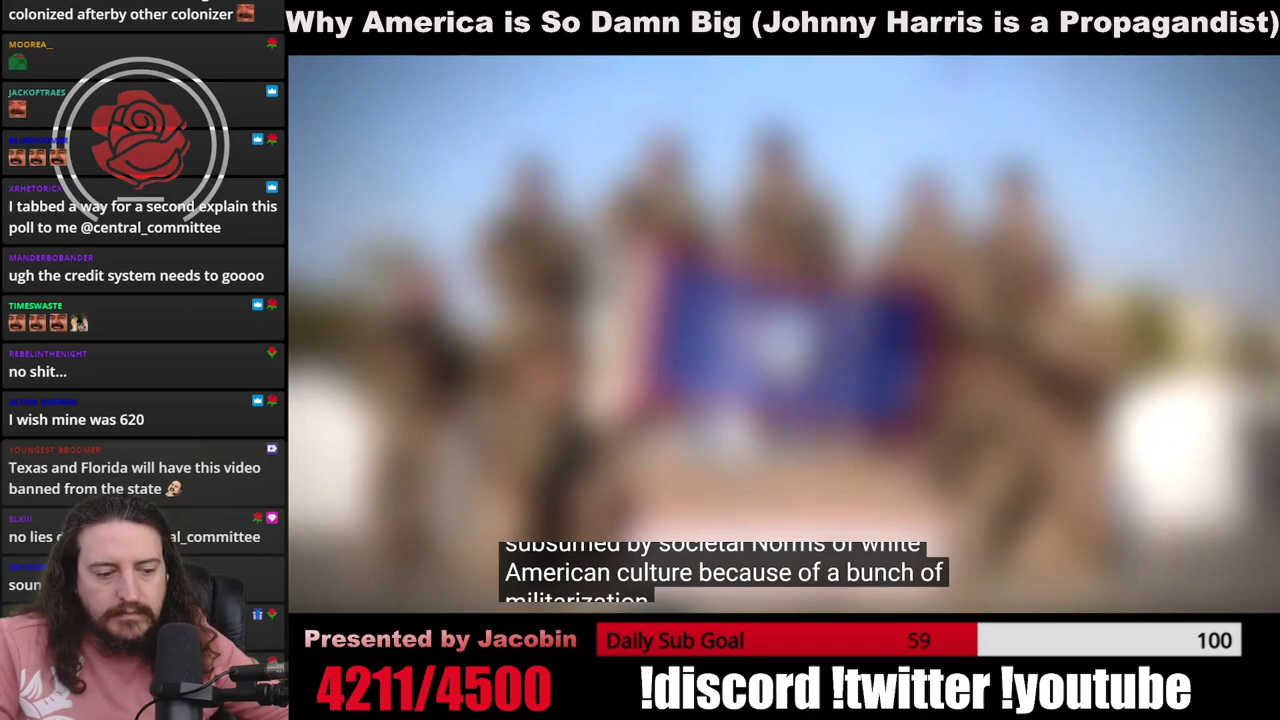 colonized afterby other colonizer
Why America is So Damn Big (Johnny Harris is a Propagandist)
MOOREA__
JACKOFTRAES
XRHETORICX
I tabbed a way for a second explain this
poll to me @central_committee
MANDERBOBANDER
ugh the credit system needs to goooo
TIMESWASTE
REBELINTHENIGHT
no shit...
I wish mine was 620
YOUNGEST_BBOOMER
Texas and Florida will have this video
banned from the state
SLXIII
no lies
al_committee
soun
subsumed by societal Norms of white
American culture because of a bunch of
militarization
Presented by Jacobin
Daily Sub Goal 59 100
4211/4500
!discord !twitter !youtube